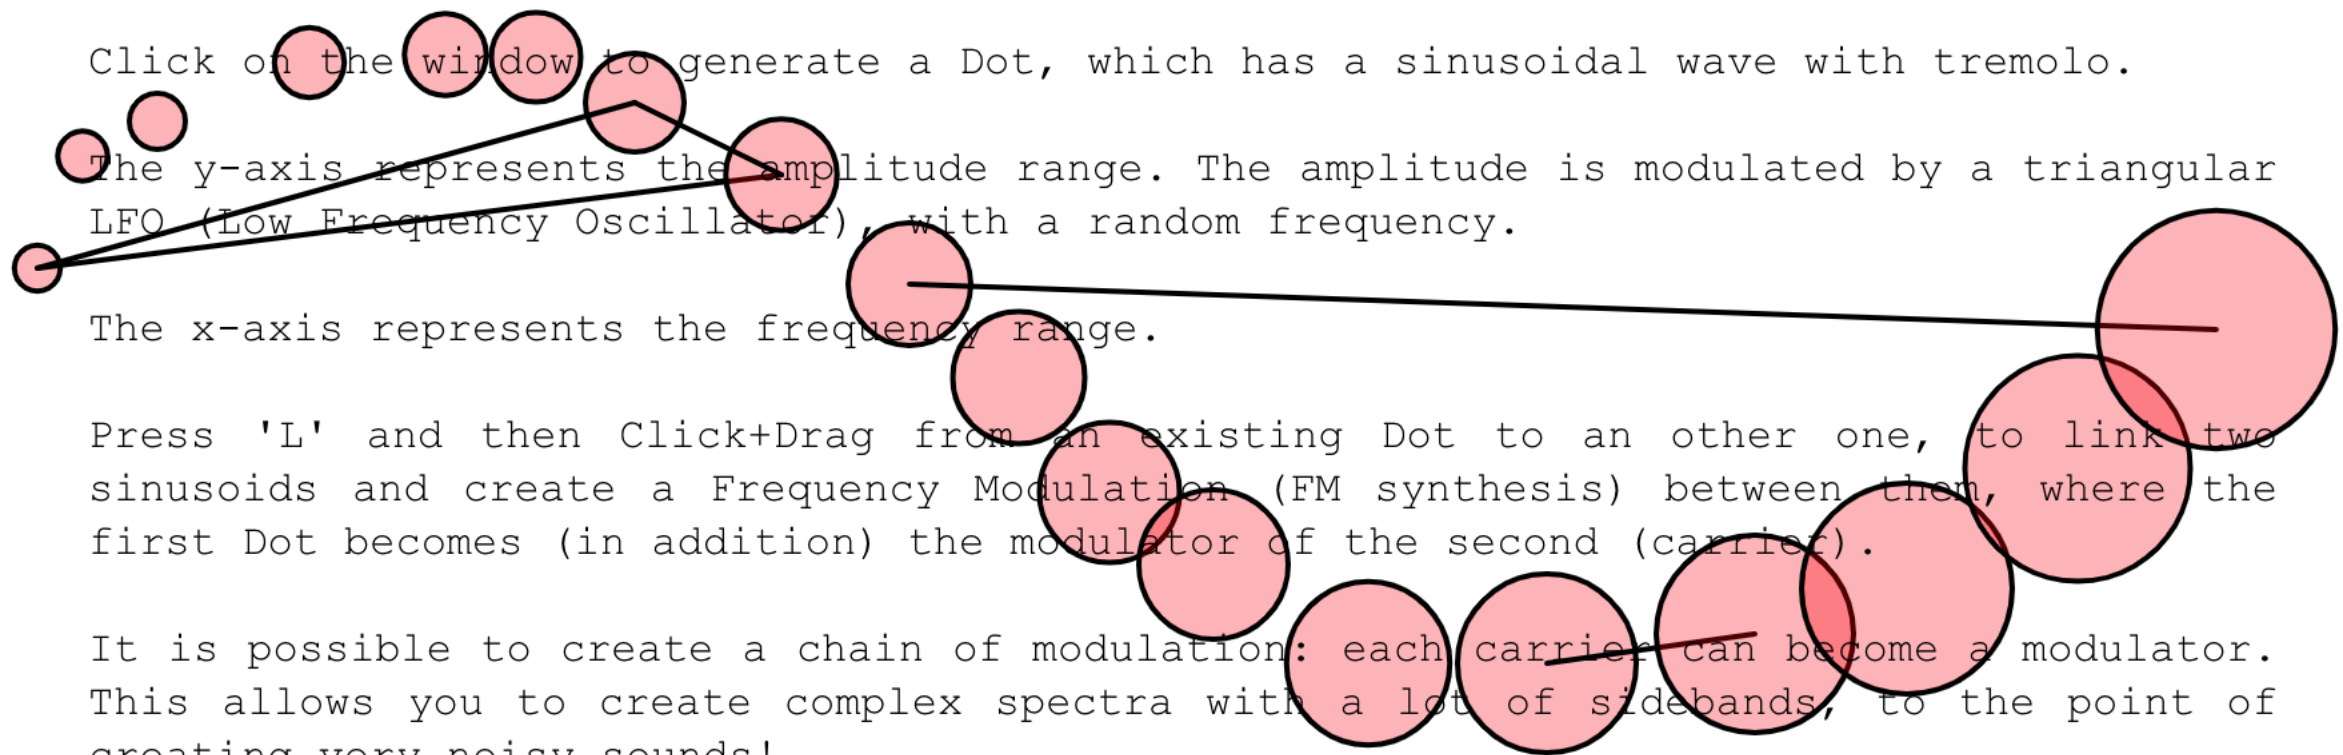 Click on the window to generate a Dot, which has a sinusoidal wave with tremolo.
The y-axis represents the amplitude range. The amplitude is modulated by a triangular
LFO (Low Frequency Oscillator), with a random frequency.
The x-axis represents the frequency range.
Press 'L' and then Click+Drag from an existing Dot to an other one, to link two
sinusoids and create a Frequency Modulation (FM synthesis) between them, where the
first Dot becomes (in addition) the modulator of the second (carrier).
It is possible to create a chain of modulation: each carrier can become a modulator.
This allows you to create complex spectra with a lot of sidebands, to the point of
creating very noisy sounds!